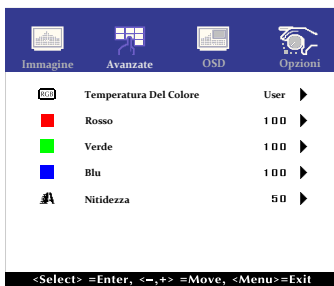 Immagine Avanzate OSD Opzioni
RGB Temperatura Del Colore User
Rosso 100
Verde 100
Blu 100
Nitidezza 50
<Select> =Enter, <−,+> =Move, <Menu>=Exit